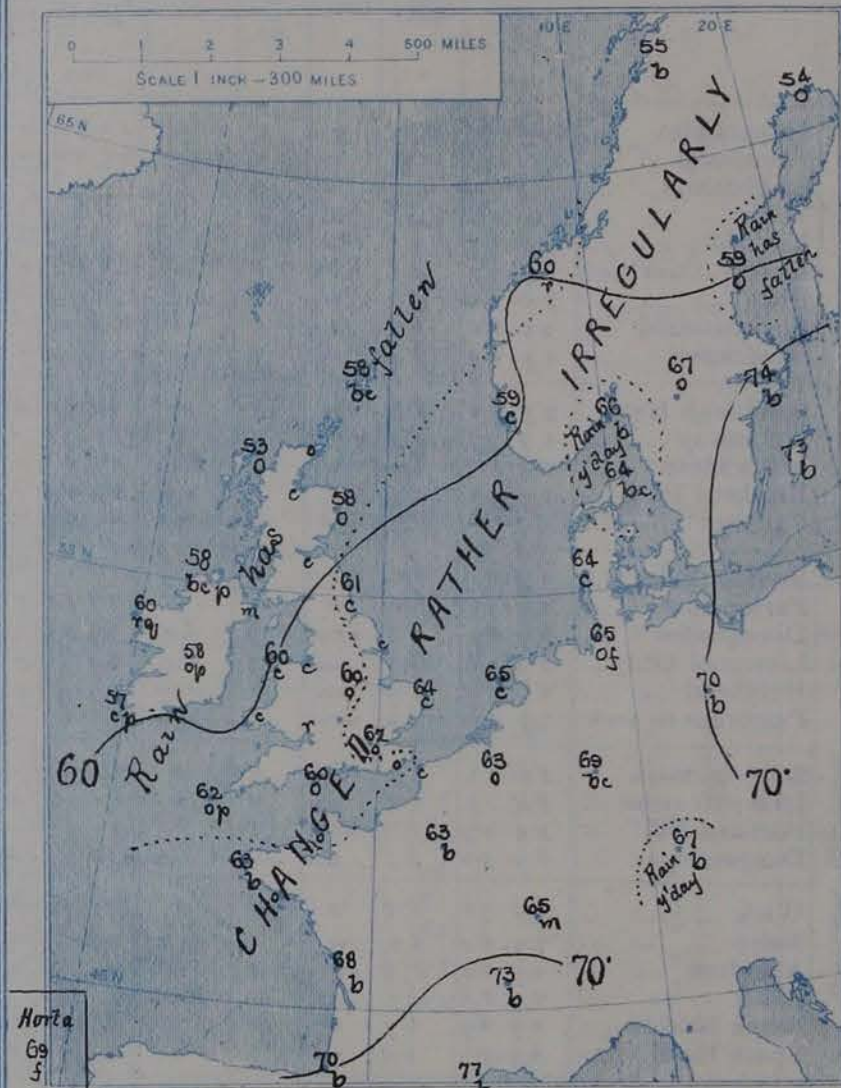 0 1 2 3 4 500 MILES
SCALE 1 INCH — 300 MILES
10°E
20°E
65 N
55
b
54
o
RATHER IRREGULARLY
CHANGED
Rain has fallen
59
o
60
r
Rain has fallen
58
bc
67
o
74
b
59
c
66
b
Rain y'day
64
bc
73
b
53
o
o
c
58
o
c
58
bcp
m
64
c
60
rq
61
c
c
58
op
60
c
c
60
o
65
of
57
cp
c
r
64
c
65
c
70
b
62
o
o
c
60
60
o
63
o
69
bc
70°
62
op
o
63
b
63
b
67
b
Rain y'day
65
m
68
b
73
b
70°
45 N
Horta
69
f
70
b
77